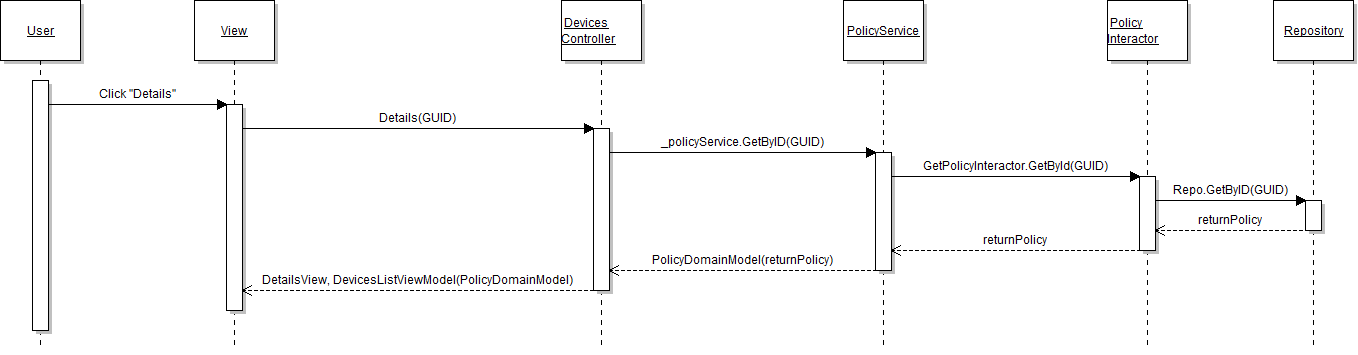 User
View
Devices
Controller
PolicyService
Policy
Interactor
Repository
Click "Details"
Details(GUID)
_policyService.GetByID(GUID)
GetPolicyInteractor.GetById(GUID)
Repo.GetByID(GUID)
returnPolicy
returnPolicy
PolicyDomainModel(returnPolicy)
DetailsView, DevicesListViewModel(PolicyDomainModel)